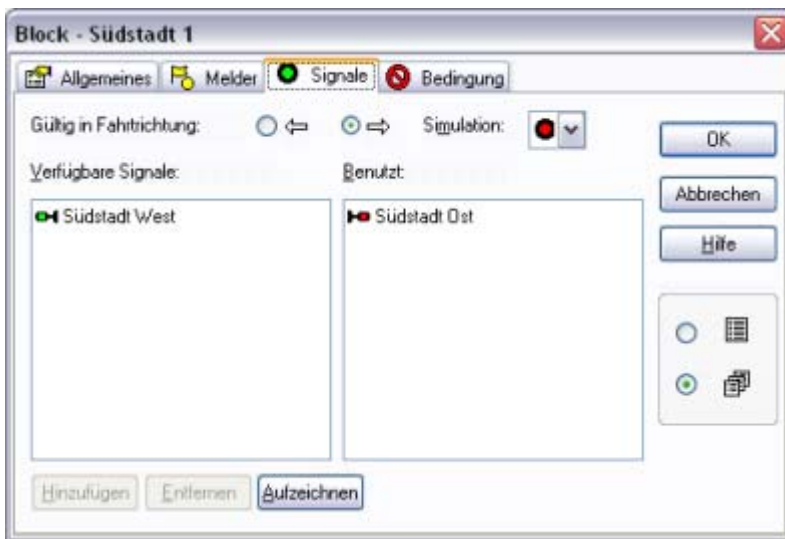 Block - Südstadt 1
Allgemeines Melder Signale Bedingung
Gültig in Fahrtrichtung: Simulation:
OK
Verfügbare Signale: Benutzt:
Abbrechen
Südstadt West Südstadt Ost
Hilfe
Hinzufügen Entfernen Aufzeichnen